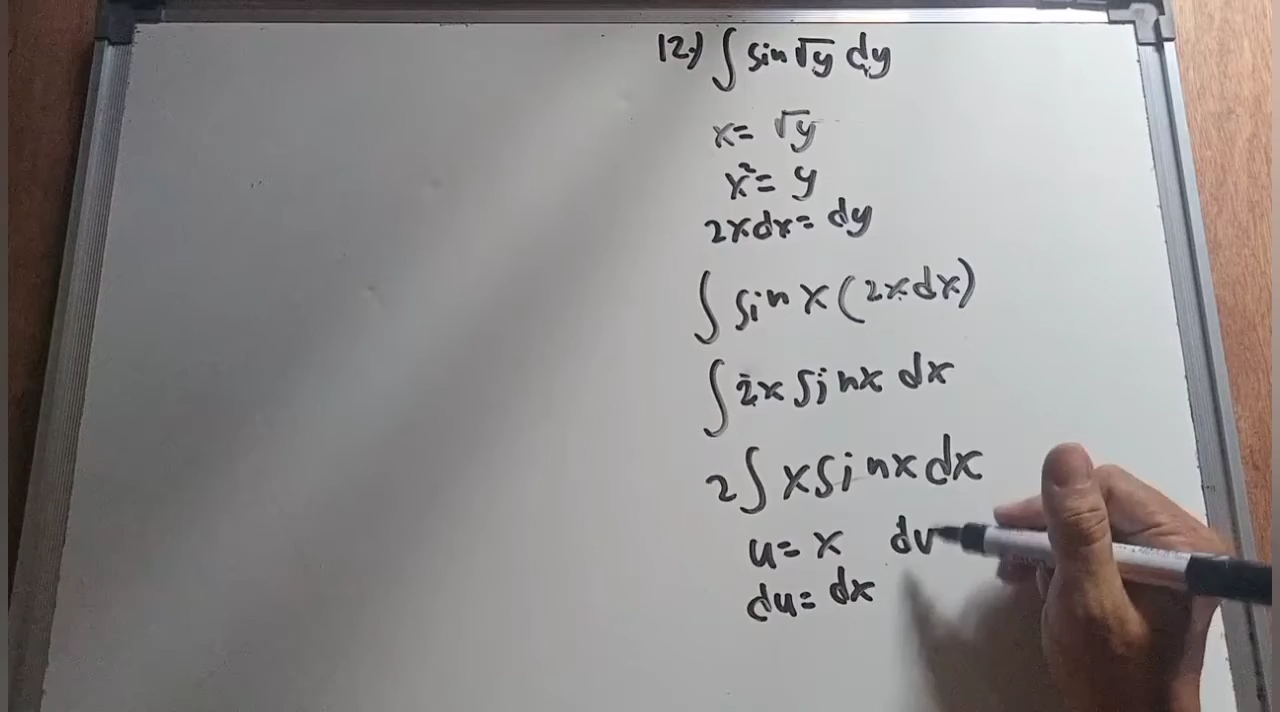 12.) ∫ sin √y dy
x = √y
x² = y
2x dx = dy
∫ sin x (2x dx)
∫ 2x sin x dx
2 ∫ x sin x dx
u = x dv
du = dx